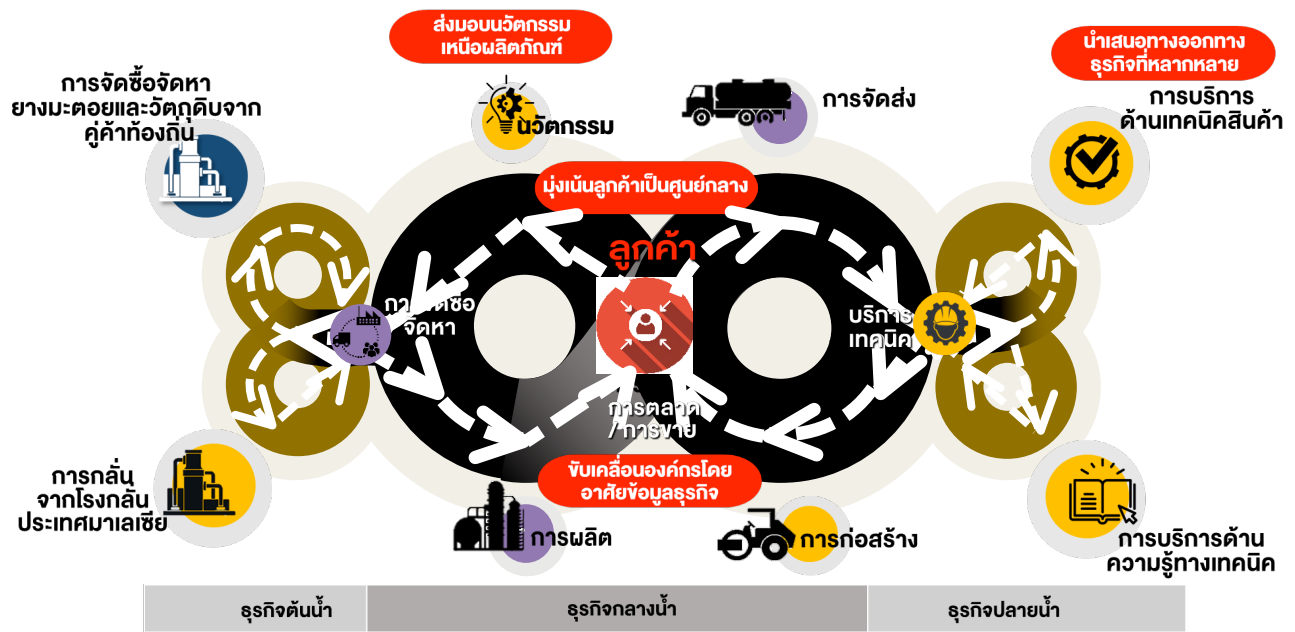 ส่งมอบนวัตกรรม
เหนือผลิตภัณฑ์
นำเสนอทางออกทาง
ธุรกิจที่หลากหลาย
การจัดซื้อจัดหา
ยางมะตอยและวัตถุดิบจาก
คู่ค้าท้องถิ่น
นวัตกรรม
การจัดส่ง
การบริการ
ด้านเทคนิคสินค้า
มุ่งเน้นลูกค้าเป็นศูนย์กลาง
ลูกค้า
จัดหา
บริการ
เทคนิค
การตลาด
/ การขาย
ขับเคลื่อนองค์กรโดย
อาศัยข้อมูลธุรกิจ
การกลั่น
จากโรงกลั่น
ประเทศมาเลเซีย
การผลิต
การก่อสร้าง
การบริการด้าน
ความรู้ทางเทคนิค
ธุรกิจต้นน้ำ
ธุรกิจกลางน้ำ
ธุรกิจปลายน้ำ